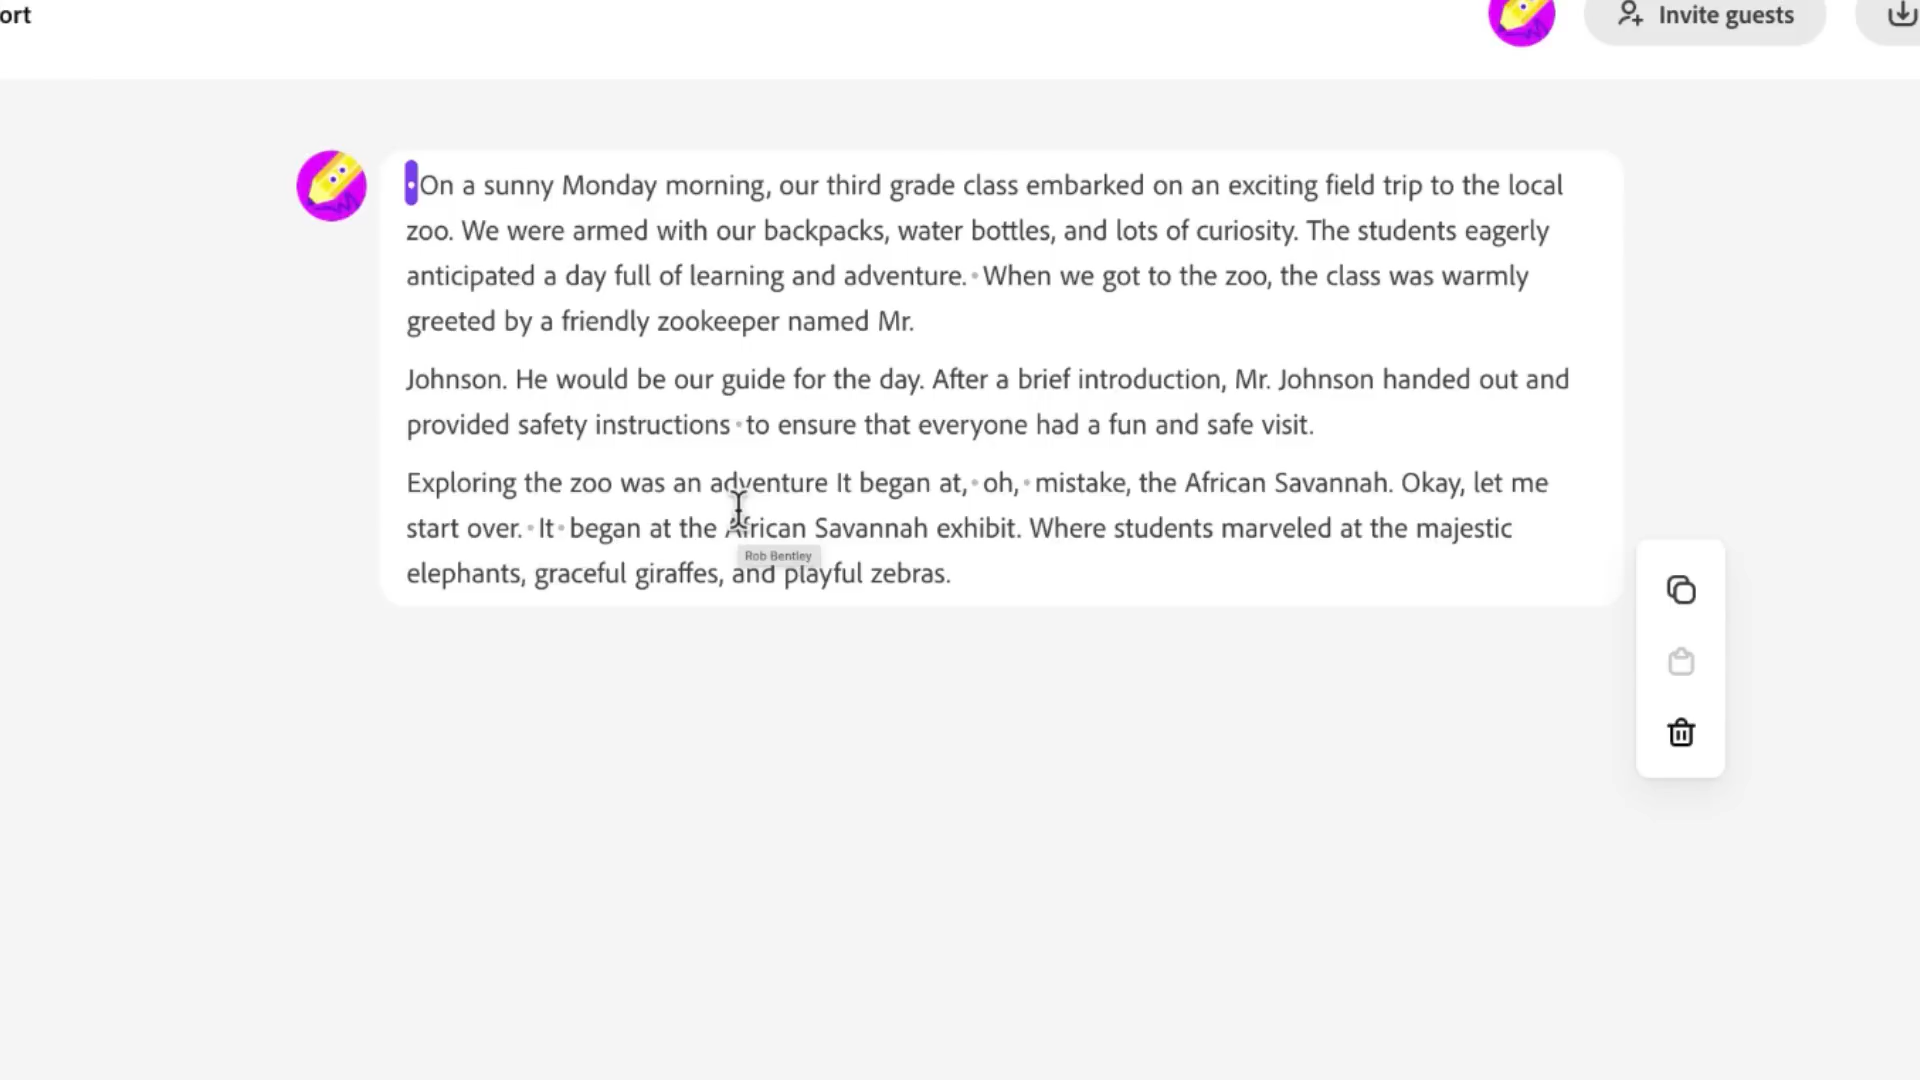 ort
Invite guests
On a sunny Monday morning, our third grade class embarked on an exciting field trip to the local
zoo. We were armed with our backpacks, water bottles, and lots of curiosity. The students eagerly
anticipated a day full of learning and adventure. · When we got to the zoo, the class was warmly
greeted by a friendly zookeeper named Mr.
Johnson. He would be our guide for the day. After a brief introduction, Mr. Johnson handed out and
provided safety instructions · to ensure that everyone had a fun and safe visit.
Exploring the zoo was an adventure It began at, · oh, · mistake, the African Savannah. Okay, let me
start over. · It · began at the African Savannah exhibit. Where students marveled at the majestic
Rob Bentley
elephants, graceful giraffes, and playful zebras.